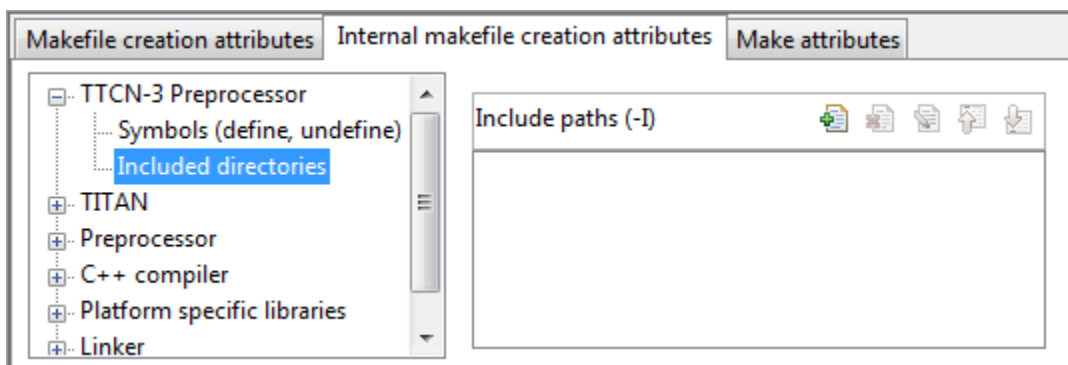 Makefile creation attributes
Internal makefile creation attributes
Make attributes
TTCN-3 Preprocessor
Symbols (define, undefine)
Included directories
TITAN
Preprocessor
C++ compiler
Platform specific libraries
Linker
Include paths (-I)